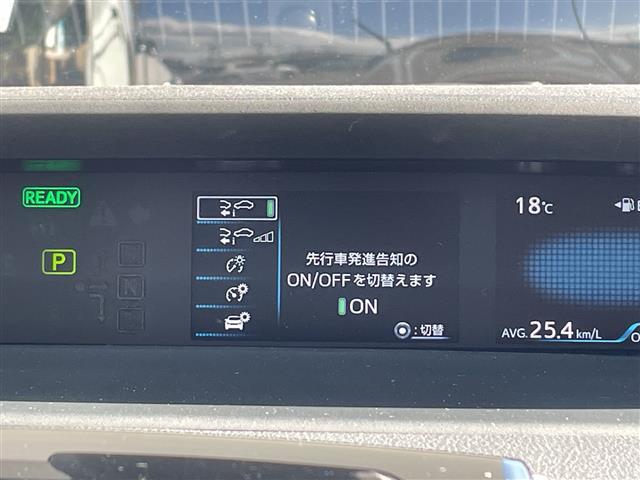 READY
P
N
先行車発進告知の
ON/OFFを切替えます
ON
:切替
18℃
AVG. 25.4 km/L